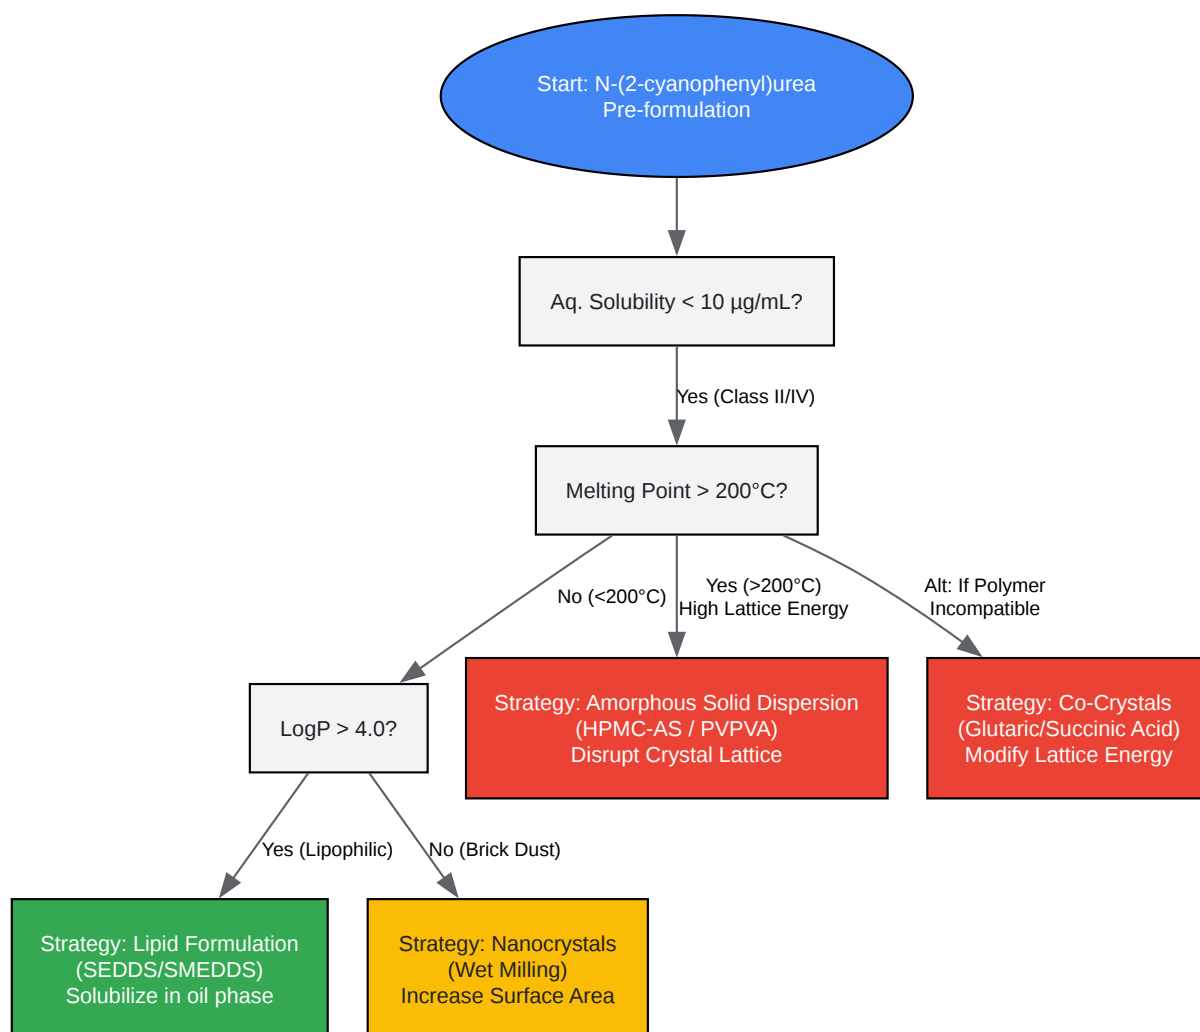 Start: N-(2-cyanophenyl)urea
Pre-formulation
Aq. Solubility < 10 µg/mL?
Yes (Class II/IV)
Melting Point > 200°C?
No (<200°C)
Yes (>200°C)
High Lattice Energy
Alt: If Polymer
Incompatible
LogP > 4.0?
Strategy: Amorphous Solid Dispersion
(HPMC-AS / PVPVA)
Disrupt Crystal Lattice
Strategy: Co-Crystals
(Glutaric/Succinic Acid)
Modify Lattice Energy
Yes (Lipophilic)
No (Brick Dust)
Strategy: Lipid Formulation
(SEDDS/SMEDDS)
Solubilize in oil phase
Strategy: Nanocrystals
(Wet Milling)
Increase Surface Area